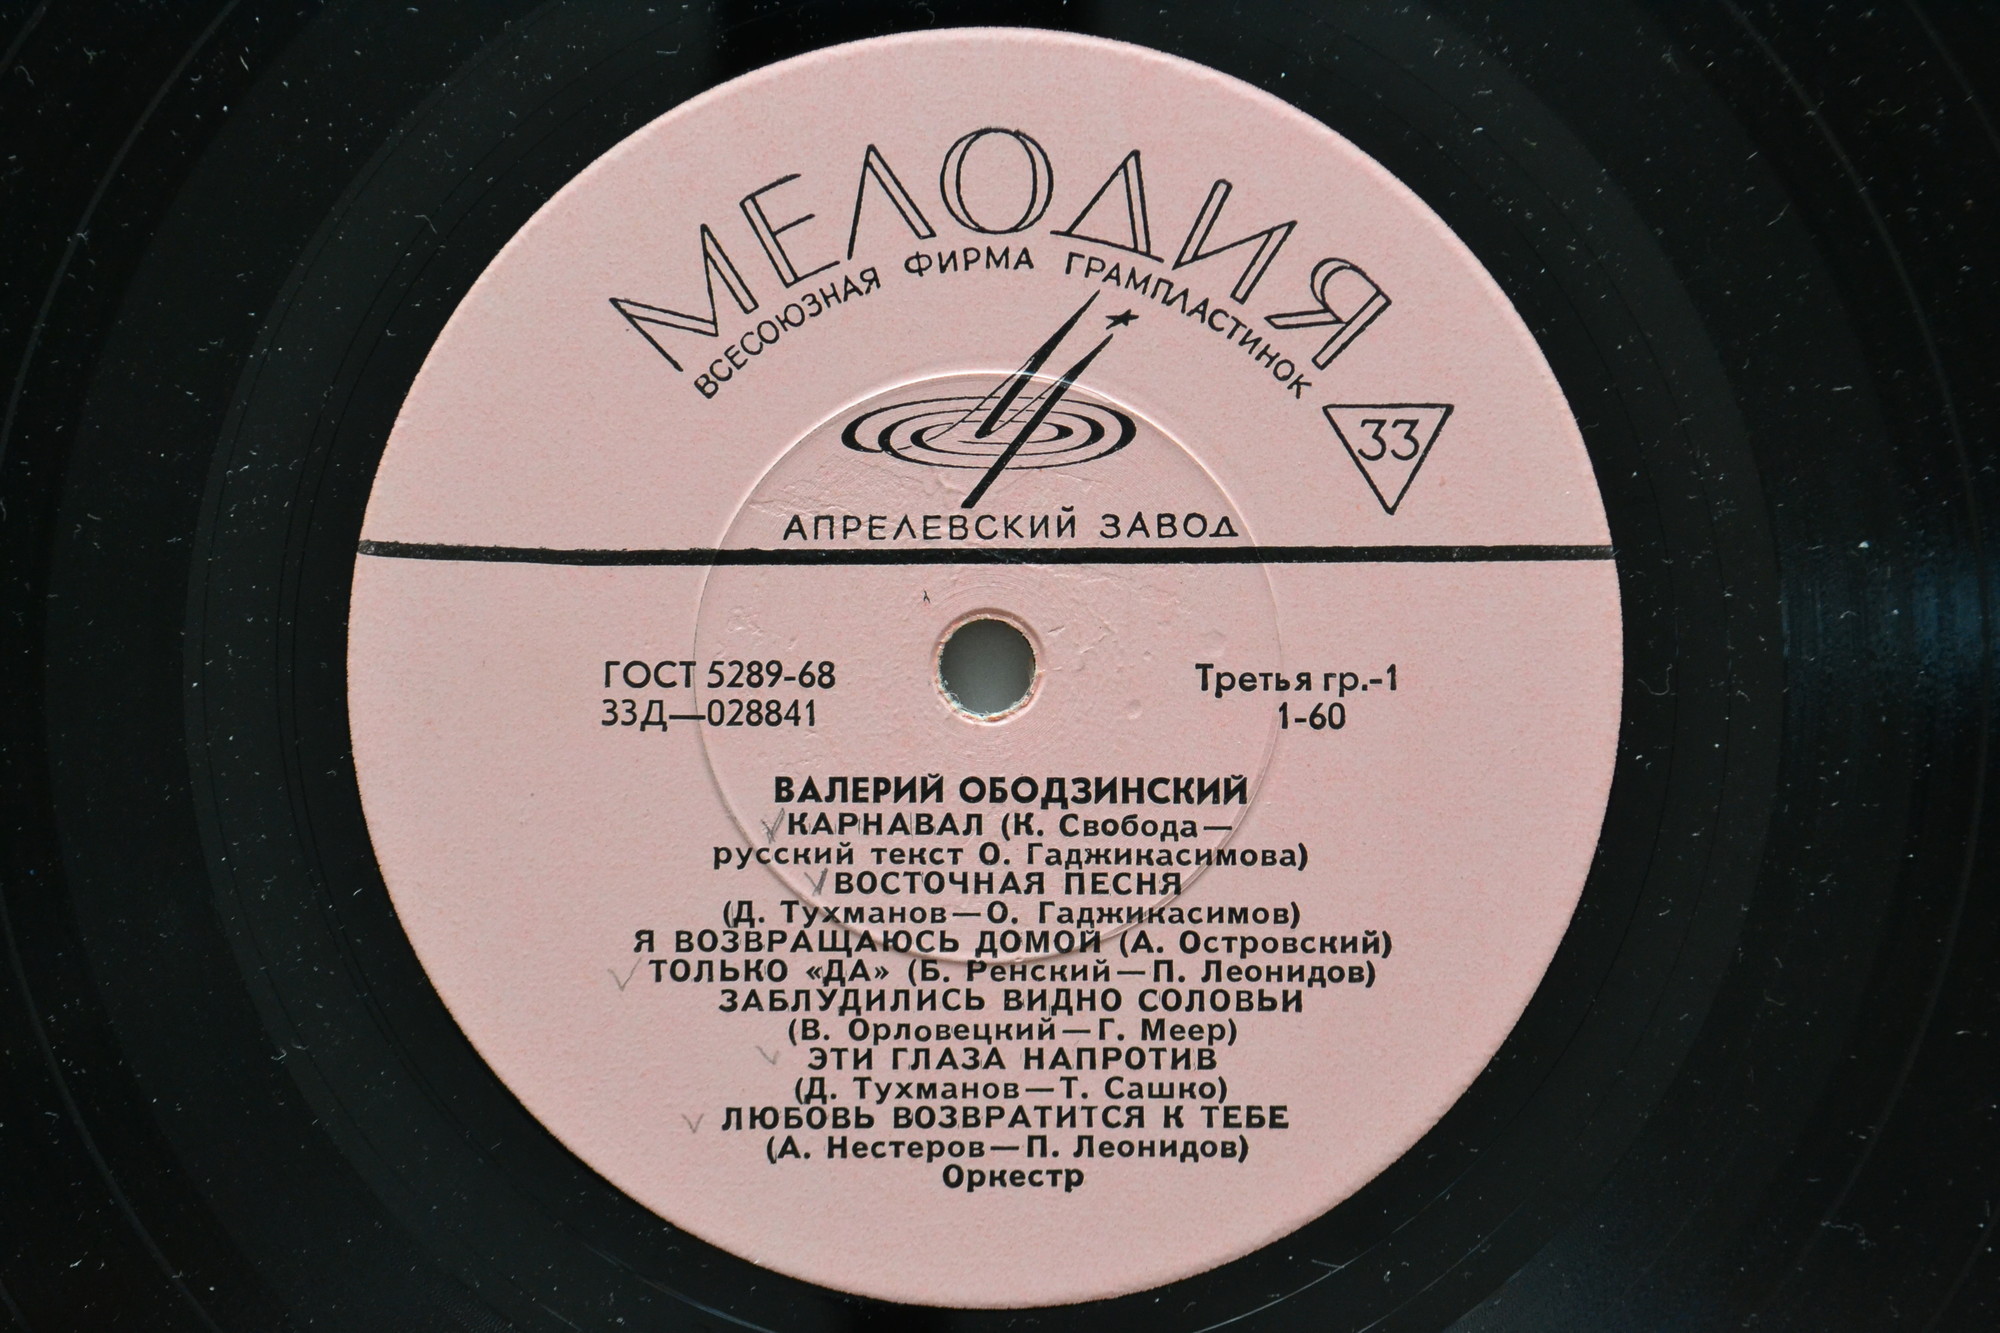 МЕЛОДИЯ
ВСЕСОЮЗНАЯ ФИРМА ГРАМПЛАСТИНОК
33
АПРЕЛЕВСКИЙ ЗАВОД
ГОСТ 5289-68
33Д—028841
Третья гр.-1
1-60
ВАЛЕРИЙ ОБОДЗИНСКИЙ
КАРНАВАЛ (К. Свобода—
русский текст О. Гаджикасимова)
ВОСТОЧНАЯ ПЕСНЯ
(Д. Тухманов—О. Гаджикасимов)
Я ВОЗВРАЩАЮСЬ ДОМОЙ (А. Островский)
ТОЛЬКО «ДА» (Б. Ренский—П. Леонидов)
ЗАБЛУДИЛИСЬ ВИДНО СОЛОВЬИ
(В. Орловецкий—Г. Меер)
ЭТИ ГЛАЗА НАПРОТИВ
(Д. Тухманов—Т. Сашко)
ЛЮБОВЬ ВОЗВРАТИТСЯ К ТЕБЕ
(А. Нестеров—П. Леонидов)
Оркестр